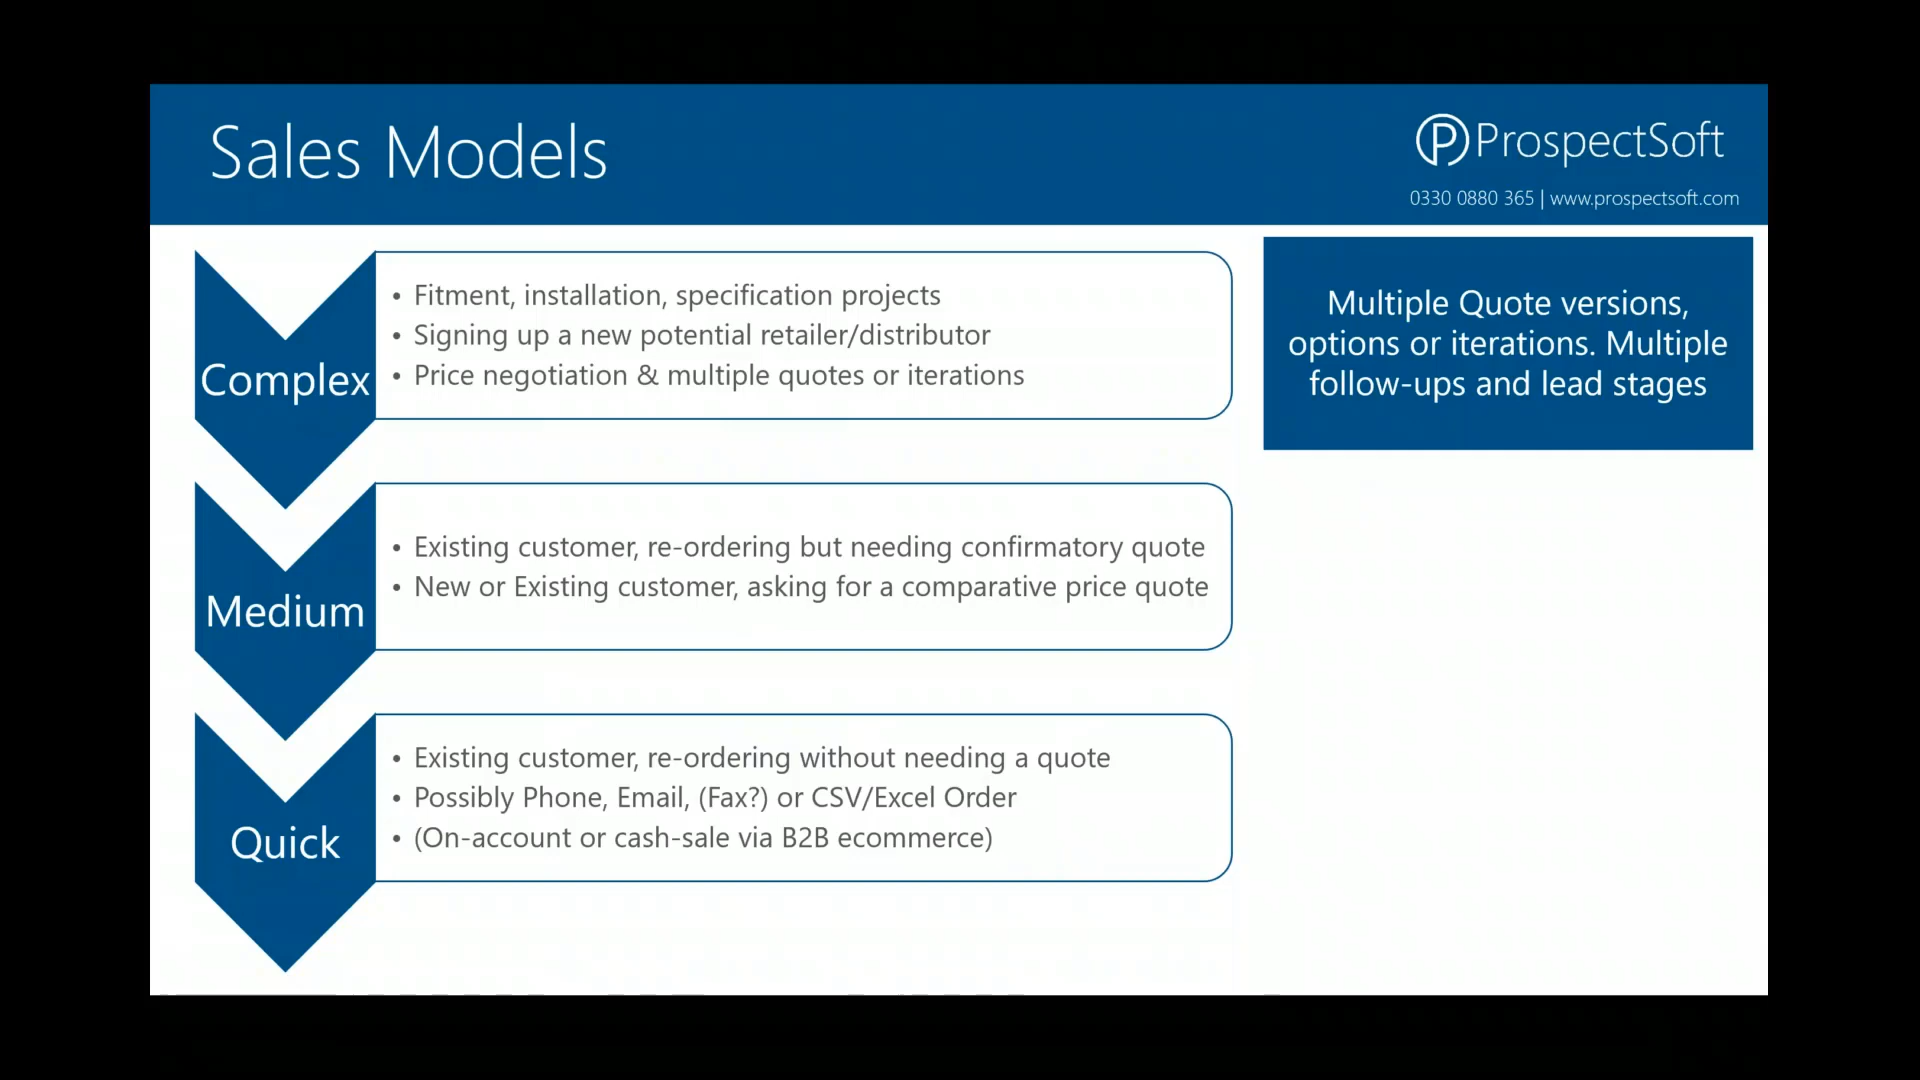 Sales Models
ProspectSoft
0330 0880 365 | www.prospectsoft.com
Complex
• Fitment, installation, specification projects
• Signing up a new potential retailer/distributor
• Price negotiation & multiple quotes or iterations
Multiple Quote versions,
options or iterations. Multiple
follow-ups and lead stages
Medium
• Existing customer, re-ordering but needing confirmatory quote
• New or Existing customer, asking for a comparative price quote
Quick
• Existing customer, re-ordering without needing a quote
• Possibly Phone, Email, (Fax?) or CSV/Excel Order
• (On-account or cash-sale via B2B ecommerce)